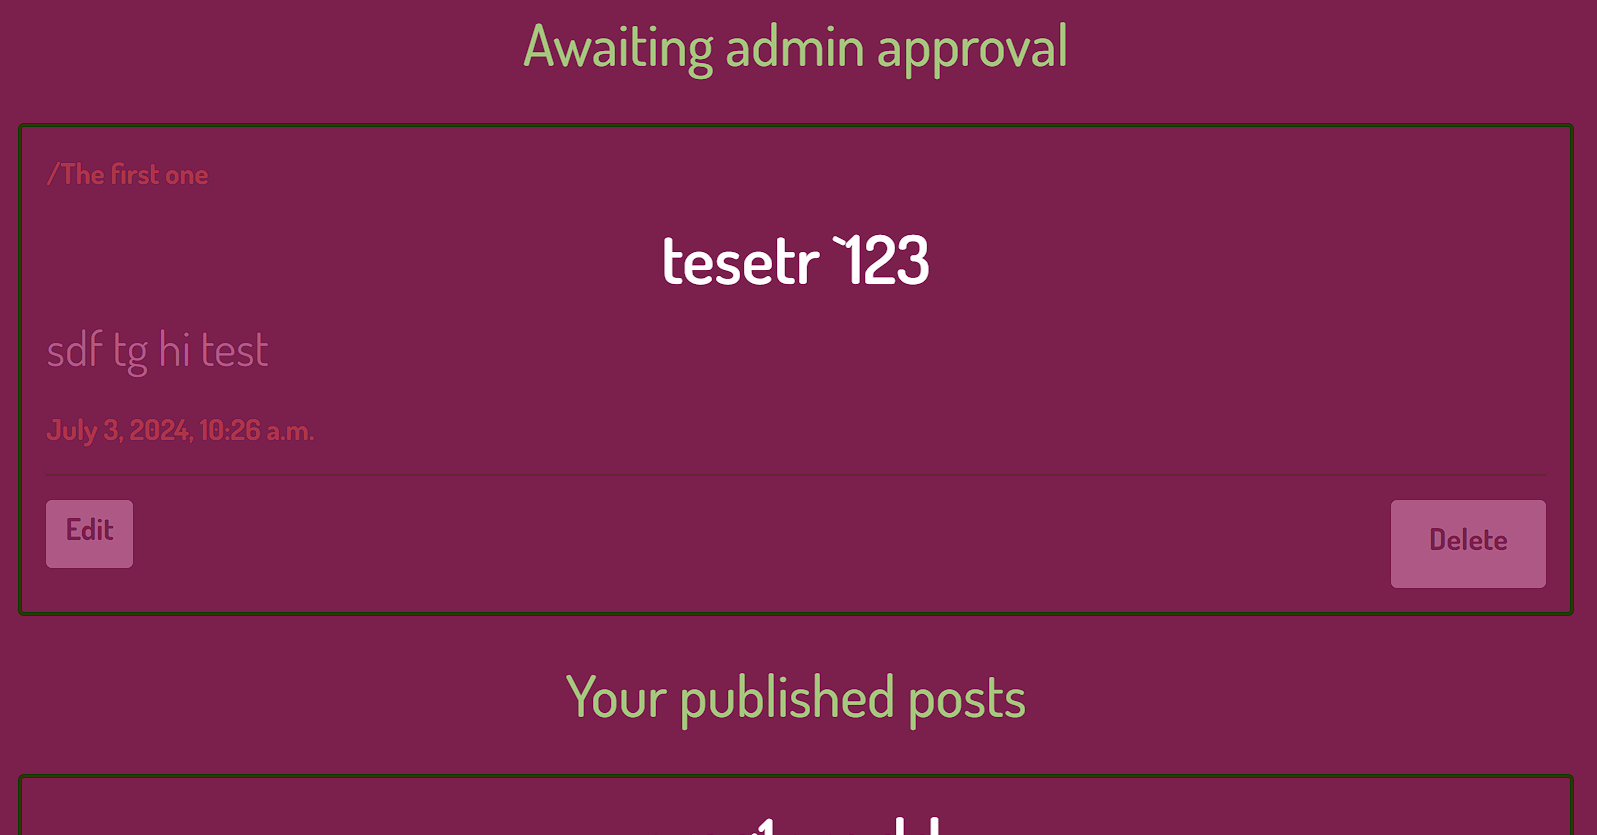 Awaiting admin approval
/The first one
tesetr `123
sdf tg hi test
July 3, 2024, 10:26 a.m.
Edit
Delete
Your published posts